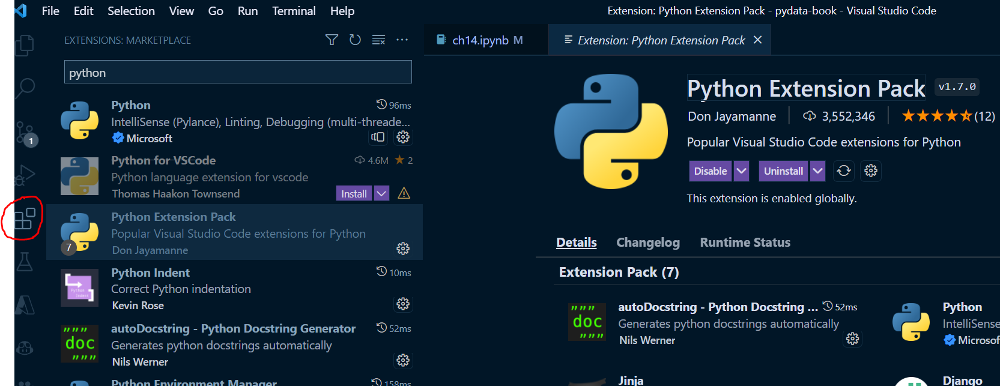 File Edit Selection View Go Run Terminal Help
Extension: Python Extension Pack - pydata-book - Visual Studio Code
EXTENSIONS: MARKETPLACE
python
Python 96ms
IntelliSense (Pylance), Linting, Debugging (multi-threade...
Microsoft
1
Python for VSCode 4.6M 2
Python language extension for vscode
Thomas Haakon Townsend Install
Python Extension Pack
Popular Visual Studio Code extensions for Python
7
Don Jayamanne
Python Indent 10ms
Correct Python indentation
Kevin Rose
autoDocstring - Python Docstring Generator 52ms
"""
doc
"""
Generates python docstrings automatically
Nils Werner
Python Environment Manager 158ms
ch14.ipynb M
Extension: Python Extension Pack
Python Extension Pack v1.7.0
Don Jayamanne 3,552,346 (12)
Popular Visual Studio Code extensions for Python
Disable Uninstall
This extension is enabled globally.
Details Changelog Runtime Status
Extension Pack (7)
"""
doc
"""
autoDocstring - Python Docstring ... 52ms
Generates python docstrings automatically
Nils Werner
Python
IntelliSense
Microsof
Jinja
Django